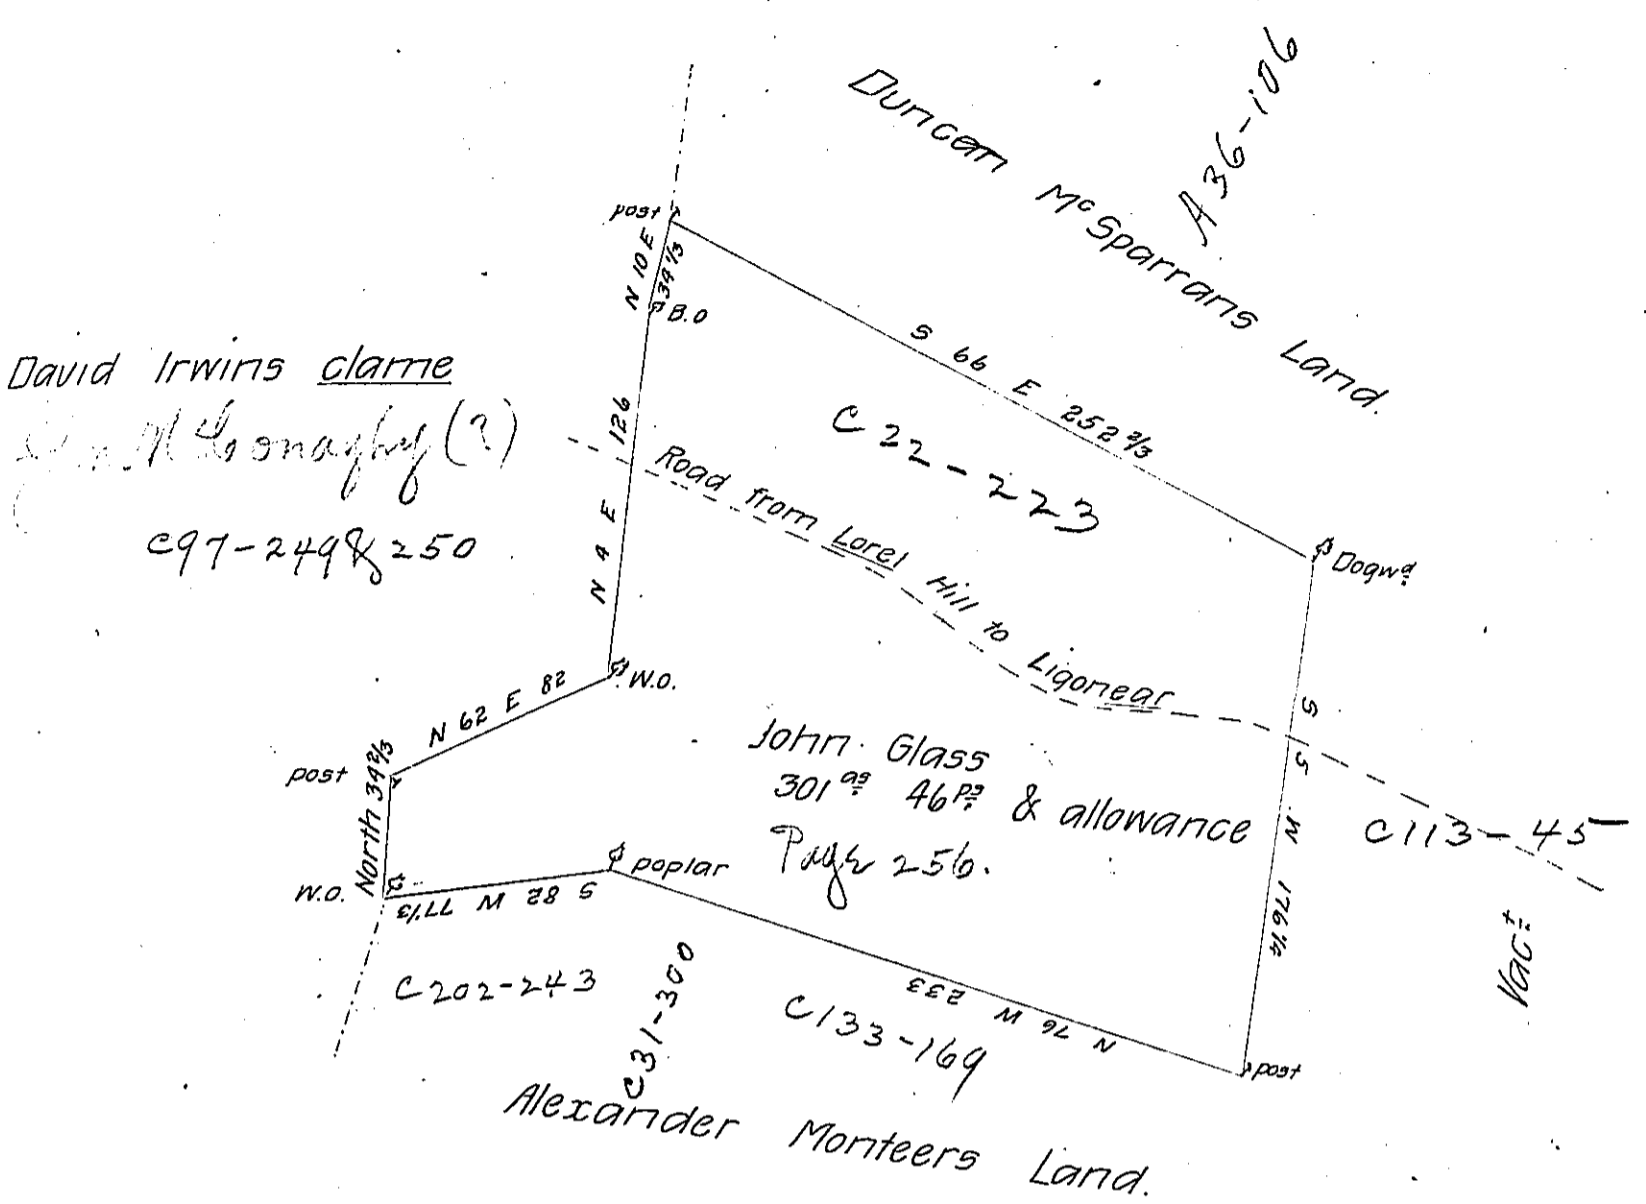 Duncan McSparrans Land.
A36-106
post
N 10 E
34 1/3
B.O
S 66 E 252 2/3
David Irwins clame
(?)
C97-249 & 250
N 4 E 126
C22-223
Road from Lorel Hill to Ligonear
Dogwd
W.O.
N 62 E 82
post
North 34 2/3
W.O.
S 82 W 77 1/3
poplar
John Glass
301 as 46 ps & allowance
Page 256.
S 5 W 176 1/4
C113-45
Vact
C202-243
C31-300
C133-169
N 76 W 233
post
Alexander Monteers Land.